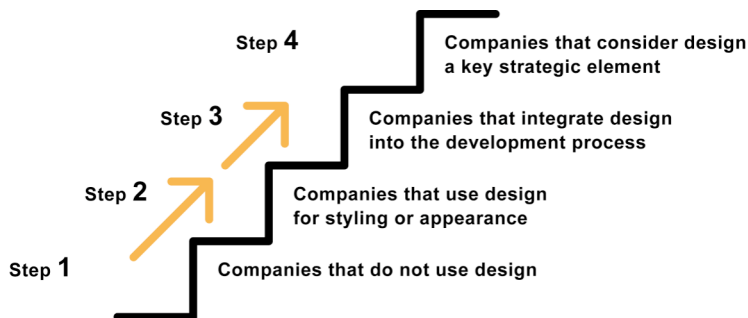 Step 4
Companies that consider design
a key strategic element
Step 3
Companies that integrate design
into the development process
Step 2
Companies that use design
for styling or appearance
Step 1
Companies that do not use design